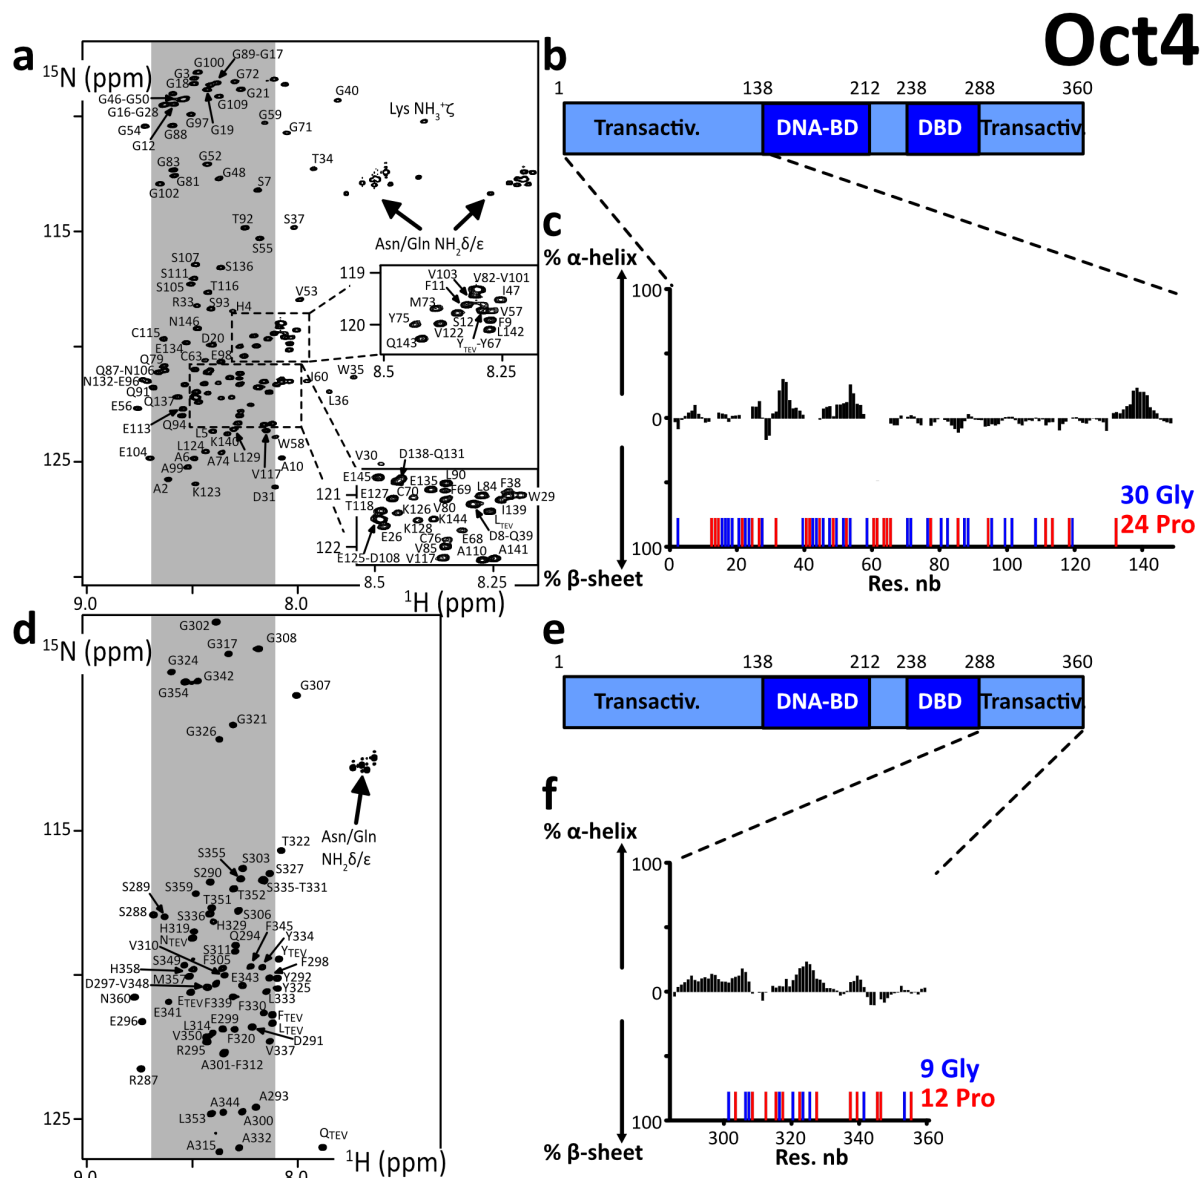 Oct4
a
15N (ppm)
G89-G17
G100
G3
G72
G18
G21
G46-G50
G109
G40
Lys NH3+ζ
G16-G28
G59
G54
G97
G19
G71
G88
G12
G52
T34
G83
G48
G81
S7
G102
T92
S37
115
S55
Asn/Gln NH2δ/ε
S107
S136
S111
S105
T116
V53
R33
S93
H4
N146
C115
D20
E134
Q79
C63
E98
Q87-N106
J60
W35
N132-E96
Q91
L36
Q137
E56
E113
Q94
L5
K140
W58
E104
L124
L129
125
A6
A74
V117
A10
A99
A2
K123
D31
119
V103
V82-V101
F11
I47
M73
V57
Y75
S12
F9
120
V122
L142
Q143
YTEV-Y67
8.5
8.25
V30
D138-Q131
E145
E135
L90
121
E127
C70
F69
L84
F38
W29
T118
K126
V80
I139
K128
K144
LTEV
E26
C76
E68
D8-Q39
122
E125-D108
V85
A110
A141
V117
8.5
8.25
9.0
8.0
1H (ppm)
b
1
138
212
238
288
360
Transactiv.
DNA-BD
DBD
Transactiv.
c
% α-helix
100
0
30 Gly
24 Pro
100
% β-sheet
0
20
40
60
80
100
120
140
Res. nb
d
15N (ppm)
G302
G308
G317
G324
G342
G354
G307
G321
G326
115
Asn/Gln
NH2δ/ε
T322
S355
S303
S290
S327
S289
S359
S335-T331
T351
T352
S288
S336
S306
H319
H329
F345
NTEV
Q294
Y334
V310
S311
YTEV
S349
F305
F298
H358
M357
E343
Y292
D297-V348
Y325
N360
ETEV
F339
L333
E341
F330
FTEV
E296
E299
L314
LTEV
V350
F320
D291
R295
V337
A301-F312
R287
A344
A293
L353
A300
125
A315
A332
QTEV
9.0
8.0
1H (ppm)
e
1
138
212
238
288
360
Transactiv.
DNA-BD
DBD
Transactiv.
f
% α-helix
100
0
9 Gly
12 Pro
100
% β-sheet
300
320
340
360
Res. nb